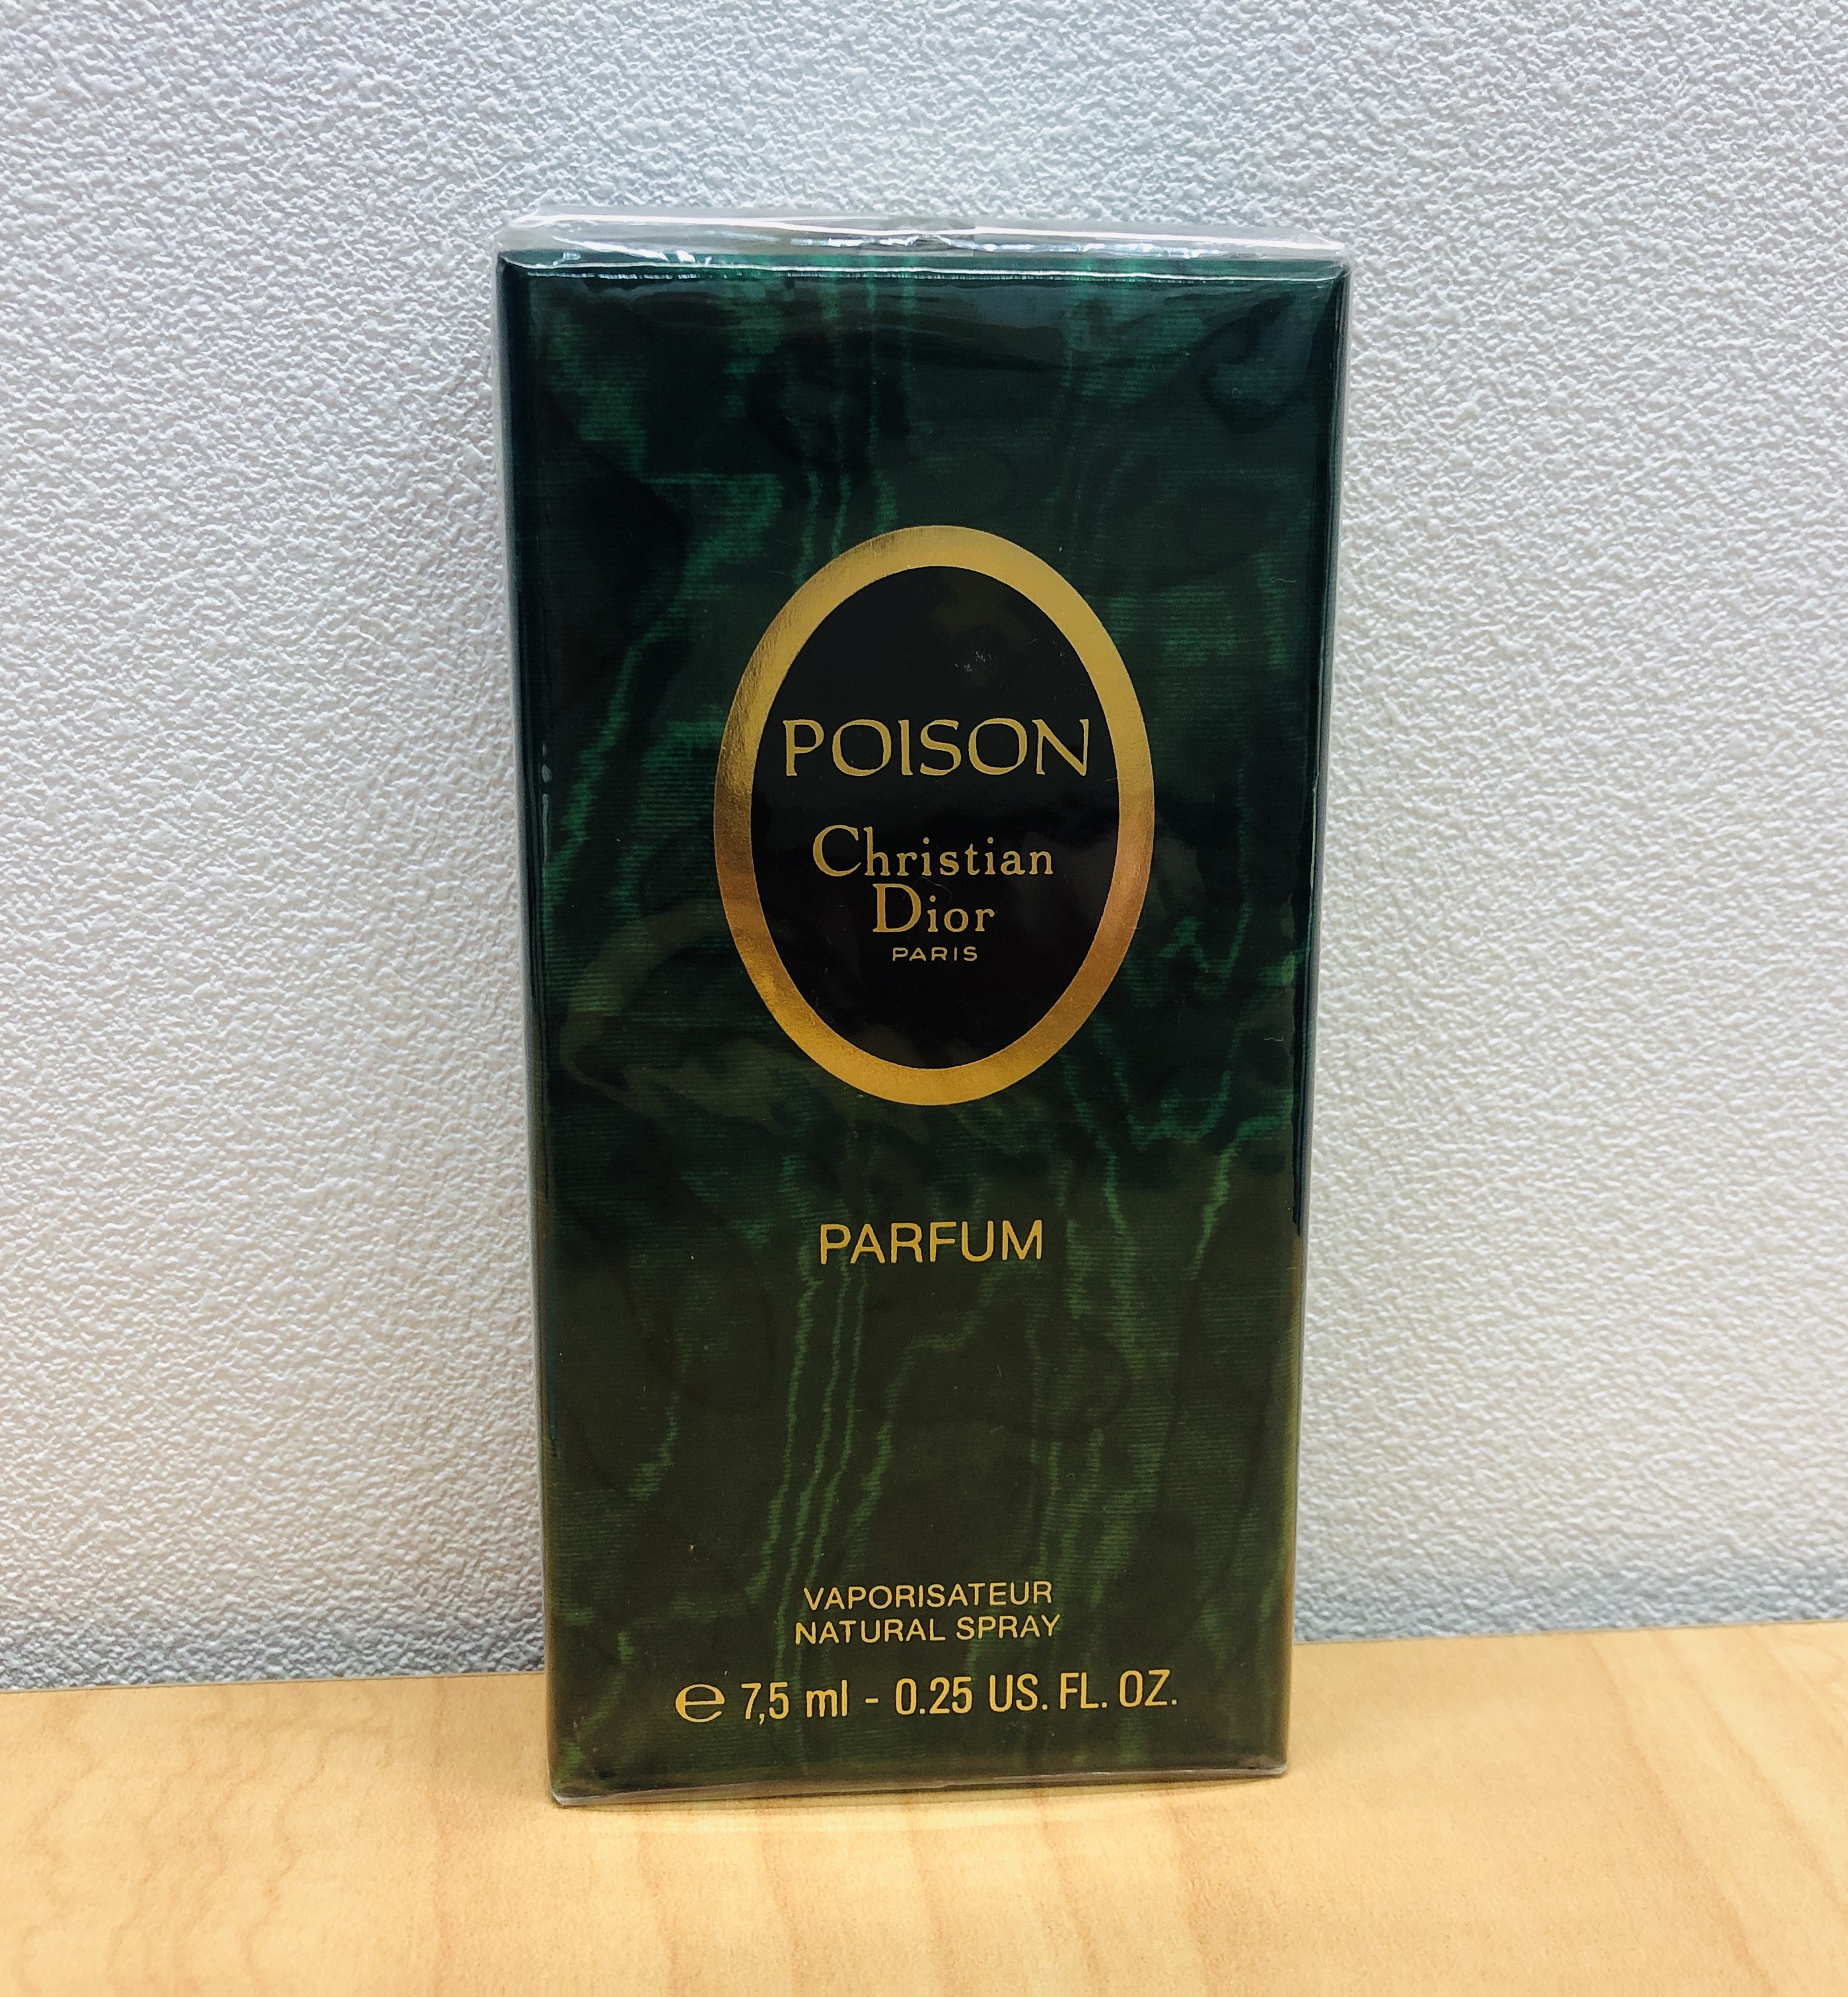 POISON
Christian
Dior
PARIS
PARFUM
VAPORISATEUR
NATURAL SPRAY
℮ 7,5 ml - 0.25 US. FL. OZ.